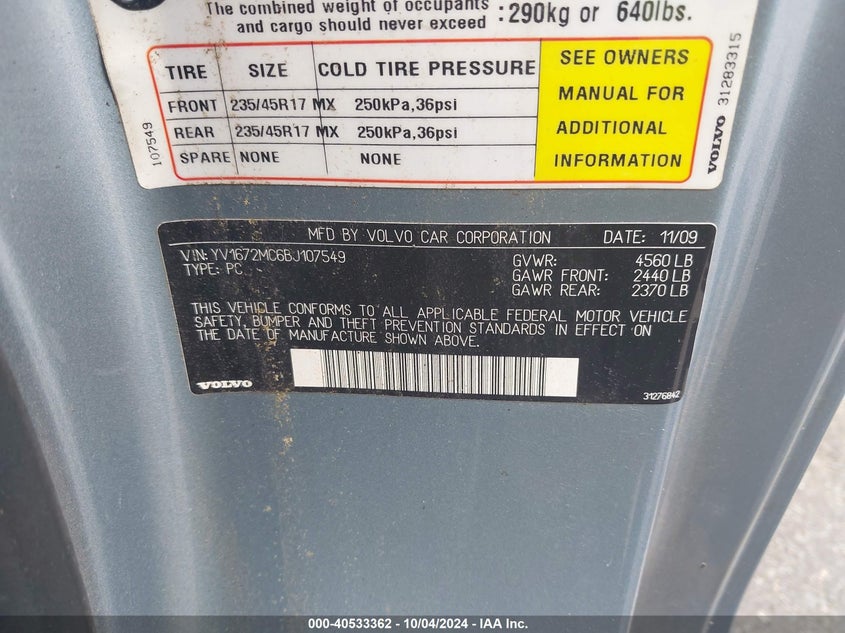 The combined weight of occupants
and cargo should never exceed : 290kg or 640lbs.
TIRE SIZE COLD TIRE PRESSURE
FRONT 235/45R17 MX 250kPa,36psi
REAR 235/45R17 MX 250kPa,36psi
SPARE NONE NONE
SEE OWNERS
MANUAL FOR
ADDITIONAL
INFORMATION
107549
VOLVO 31283315
MFD BY VOLVO CAR CORPORATION DATE: 11/09
VIN: YV1672MC6BJ107549
TYPE: PC
GVWR: 4560 LB
GAWR FRONT: 2440 LB
GAWR REAR: 2370 LB
THIS VEHICLE CONFORMS TO ALL APPLICABLE FEDERAL MOTOR VEHICLE
SAFETY, BUMPER AND THEFT PREVENTION STANDARDS IN EFFECT ON
THE DATE OF MANUFACTURE SHOWN ABOVE.
VOLVO
31276842
000-40533362 - 10/04/2024 - IAA Inc.